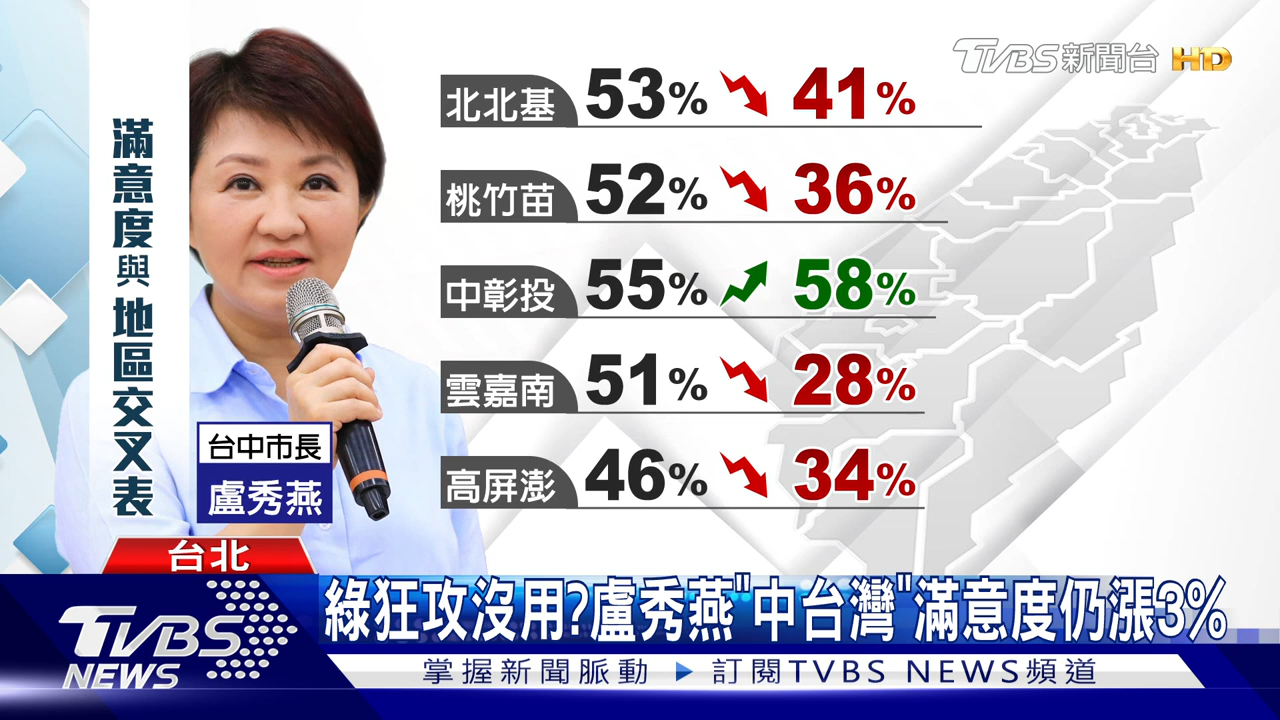 TVBS新聞台 HD
滿意度與地區交叉表
北北基 53% 41%
桃竹苗 52% 36%
中彰投 55% 58%
雲嘉南 51% 28%
高屏澎 46% 34%
台中市長
盧秀燕
台北
綠狂攻沒用?盧秀燕"中台灣"滿意度仍漲3%
TVBS NEWS
掌握新聞脈動 ▶ 訂閱TVBS NEWS頻道